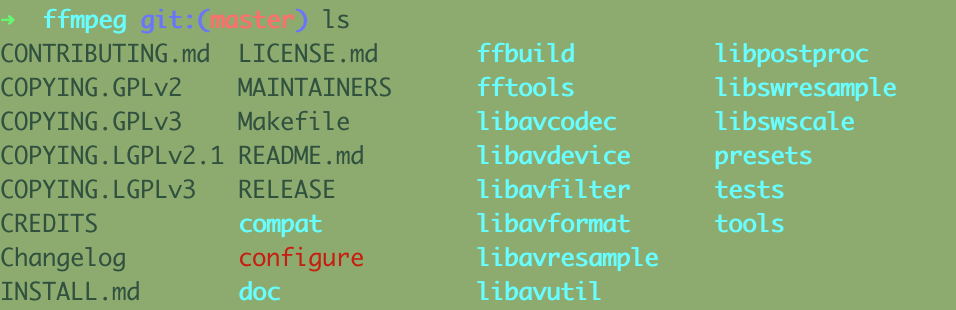 ➜ ffmpeg git:(master) ls
CONTRIBUTING.md LICENSE.md ffbuild libpostproc
COPYING.GPLv2 MAINTAINERS fftools libswresample
COPYING.GPLv3 Makefile libavcodec libswscale
COPYING.LGPLv2.1 README.md libavdevice presets
COPYING.LGPLv3 RELEASE libavfilter tests
CREDITS compat libavformat tools
Changelog configure libavresample
INSTALL.md doc libavutil